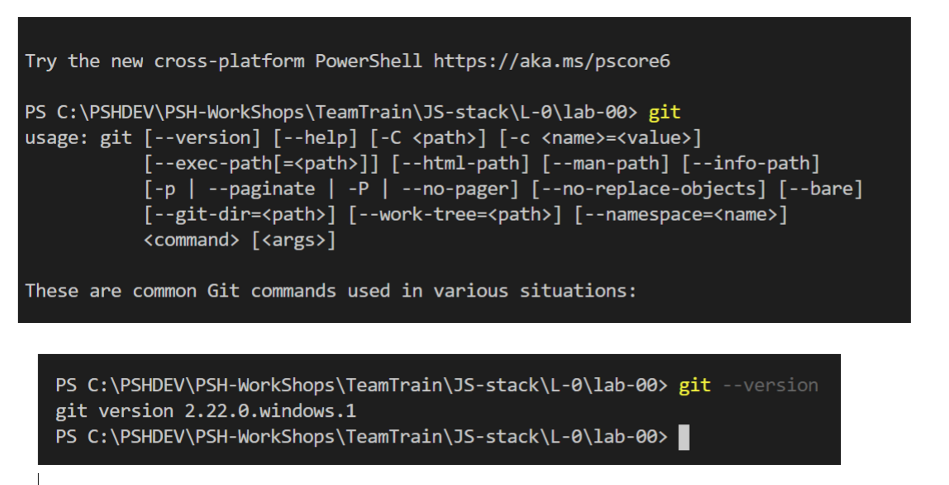 Try the new cross-platform PowerShell https://aka.ms/pscore6
PS C:\PSHDEV\PSH-WorkShops\TeamTrain\JS-stack\L-0\lab-00> git
usage: git [--version] [--help] [-C <path>] [-c <name>=<value>]
[--exec-path[=<path>]] [--html-path] [--man-path] [--info-path]
[-p | --paginate | -P | --no-pager] [--no-replace-objects] [--bare]
[--git-dir=<path>] [--work-tree=<path>] [--namespace=<name>]
<command> [<args>]
These are common Git commands used in various situations:
PS C:\PSHDEV\PSH-WorkShops\TeamTrain\JS-stack\L-0\lab-00> git --version
git version 2.22.0.windows.1
PS C:\PSHDEV\PSH-WorkShops\TeamTrain\JS-stack\L-0\lab-00>